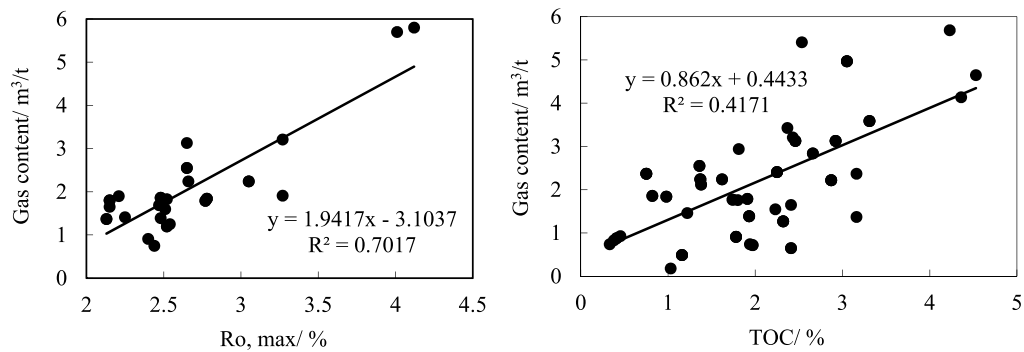 Gas content/ m³/t
6
5
4
3
2
1
0
y = 1.9417x - 3.1037
R² = 0.7017
2 2.5 3 3.5 4 4.5
Ro, max/ %
Gas content/ m³/t
6
5
4
3
2
1
0
y = 0.862x + 0.4433
R² = 0.4171
0 1 2 3 4 5
TOC/ %